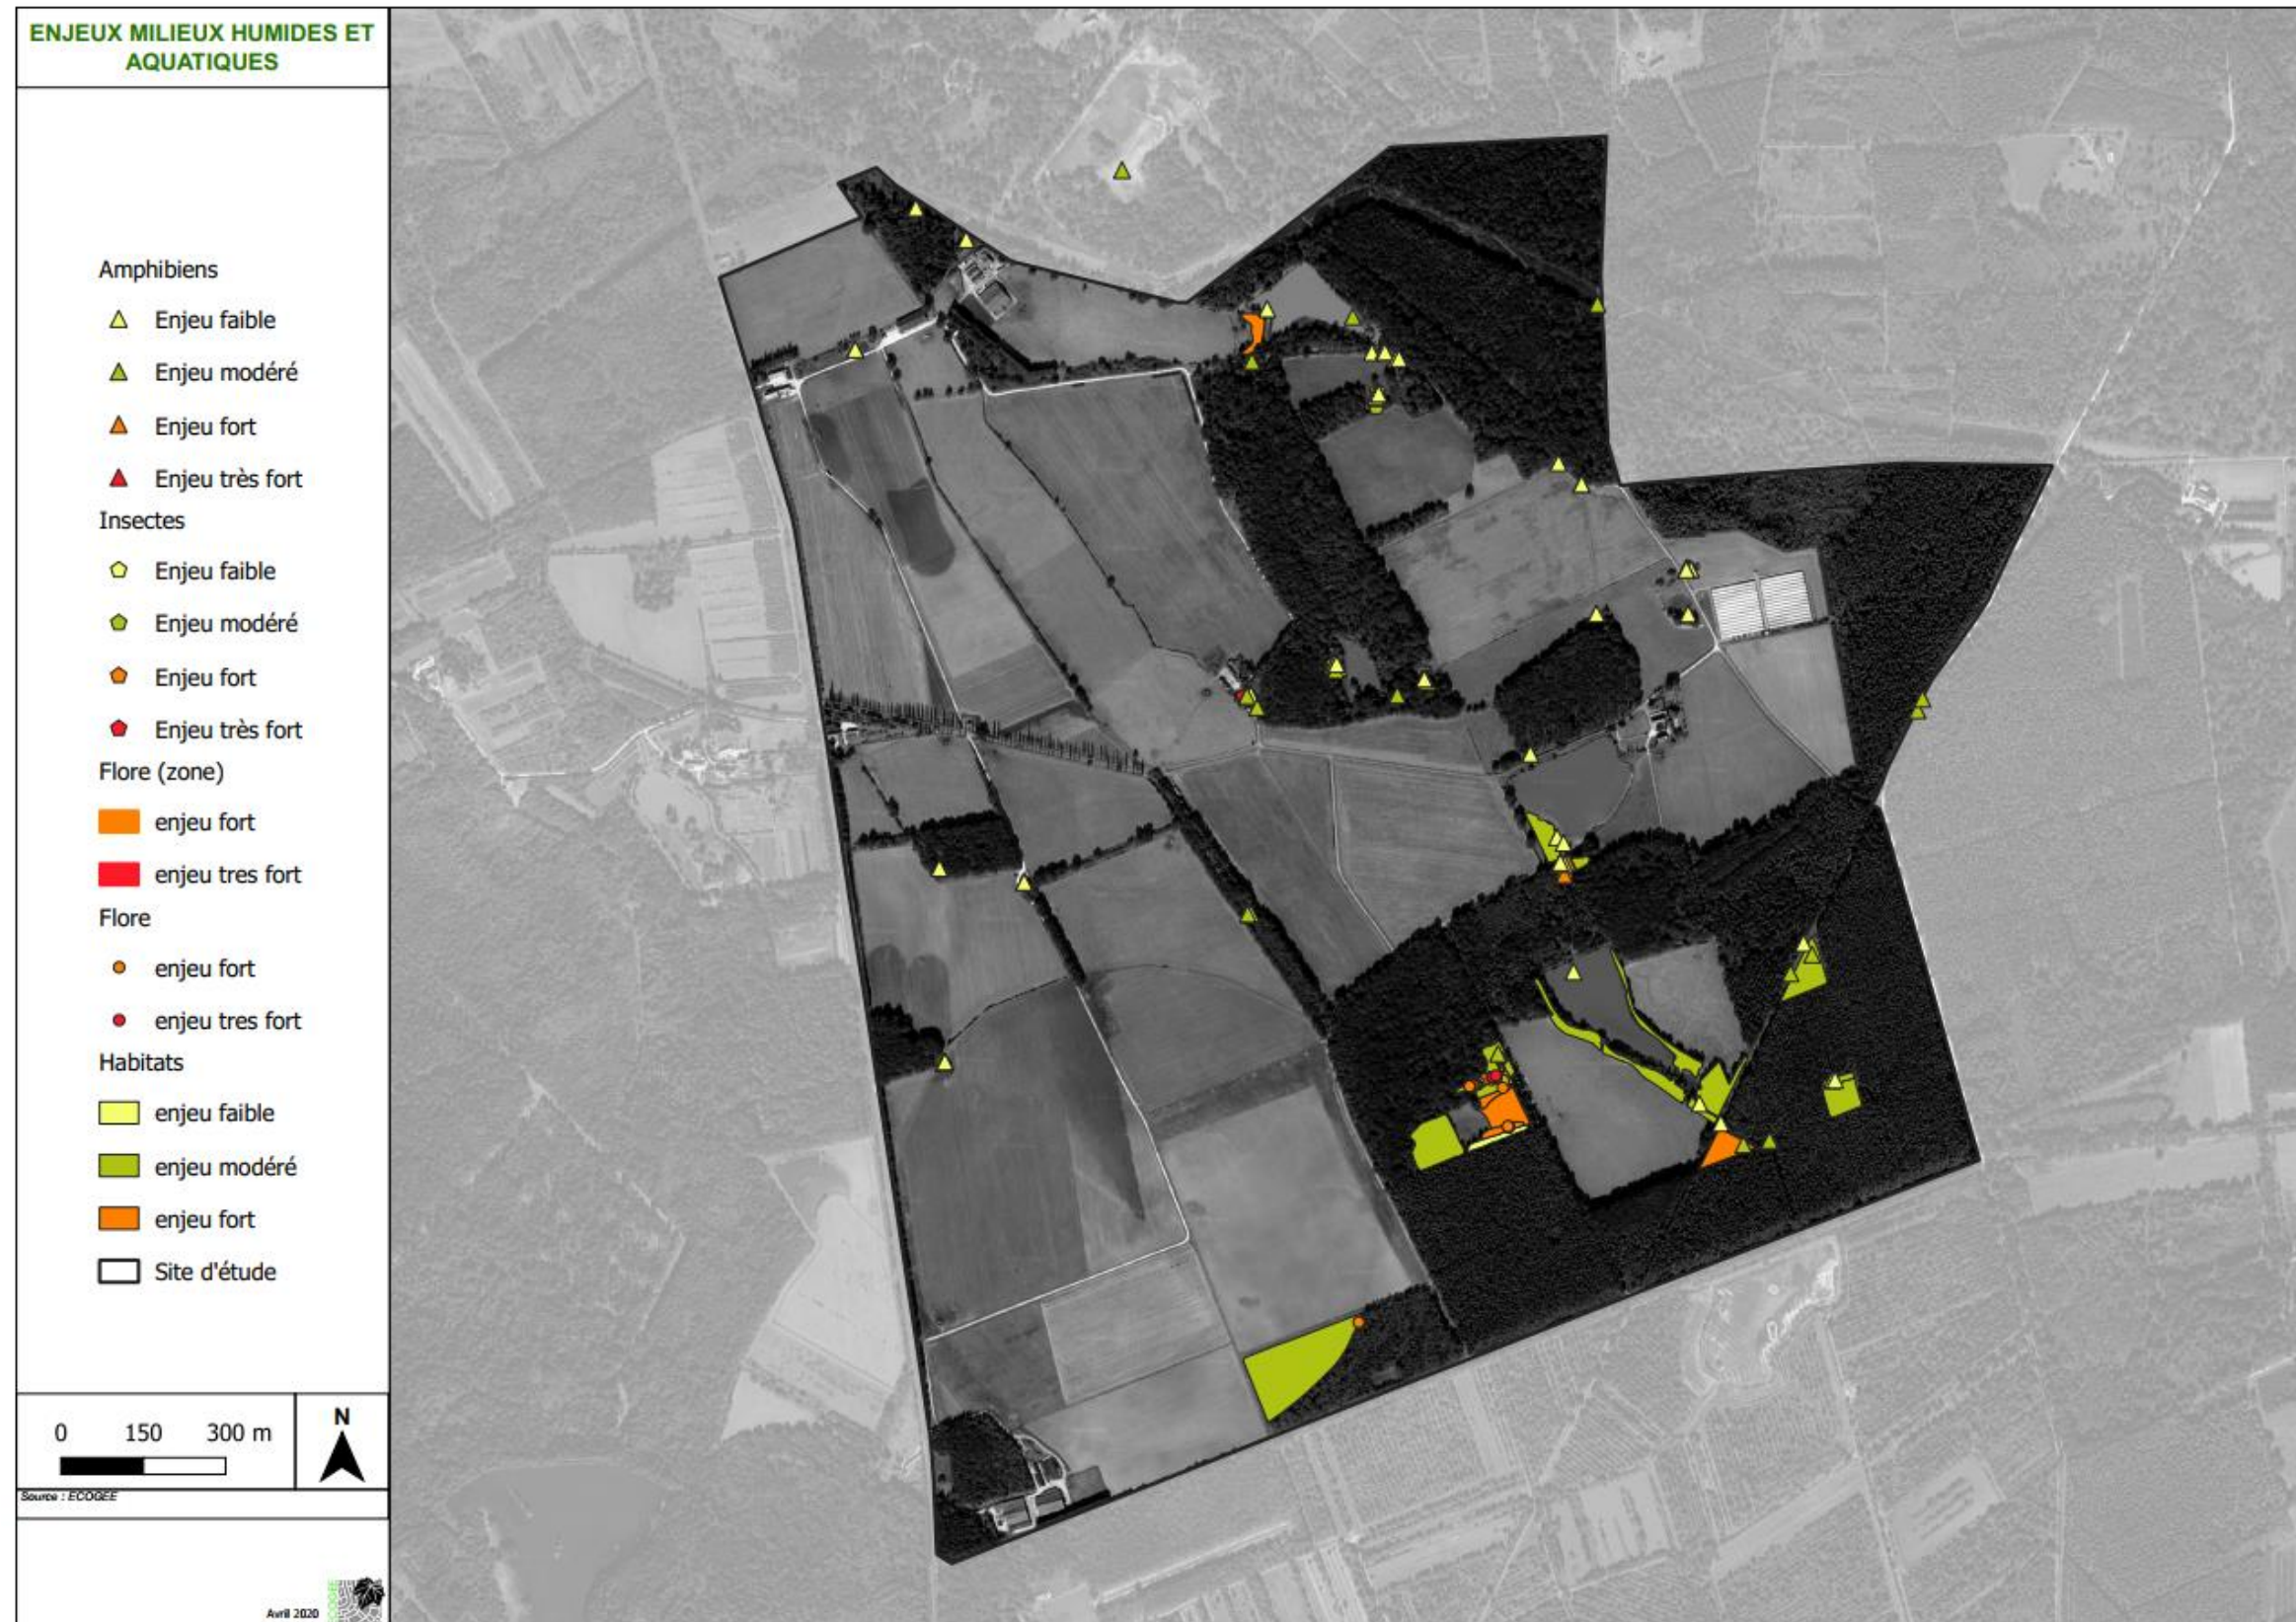 ENJEUX MILIEUX HUMIDES ET
AQUATIQUES
Amphibiens
Enjeu faible
Enjeu modéré
Enjeu fort
Enjeu très fort
Insectes
Enjeu faible
Enjeu modéré
Enjeu fort
Enjeu très fort
Flore (zone)
enjeu fort
enjeu tres fort
Flore
enjeu fort
enjeu tres fort
Habitats
enjeu faible
enjeu modéré
enjeu fort
Site d'étude
0 150 300 m
N
Source : ECOGEE
Avril 2020
ECOGEE